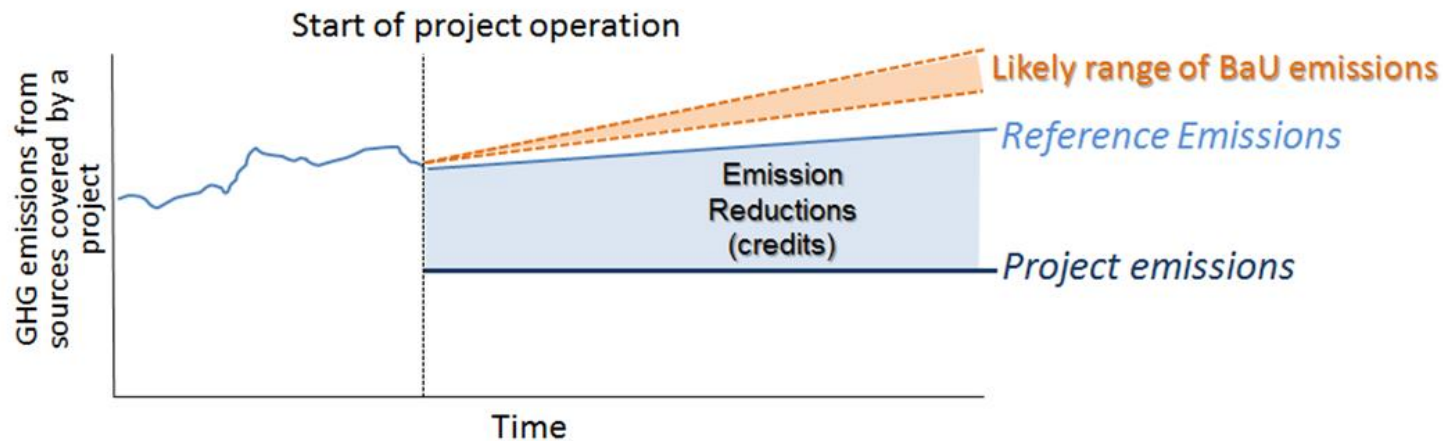 Start of project operation
GHG emissions from
sources covered by a
project
Likely range of BaU emissions
Reference Emissions
Emission
Reductions
(credits)
Project emissions
Time